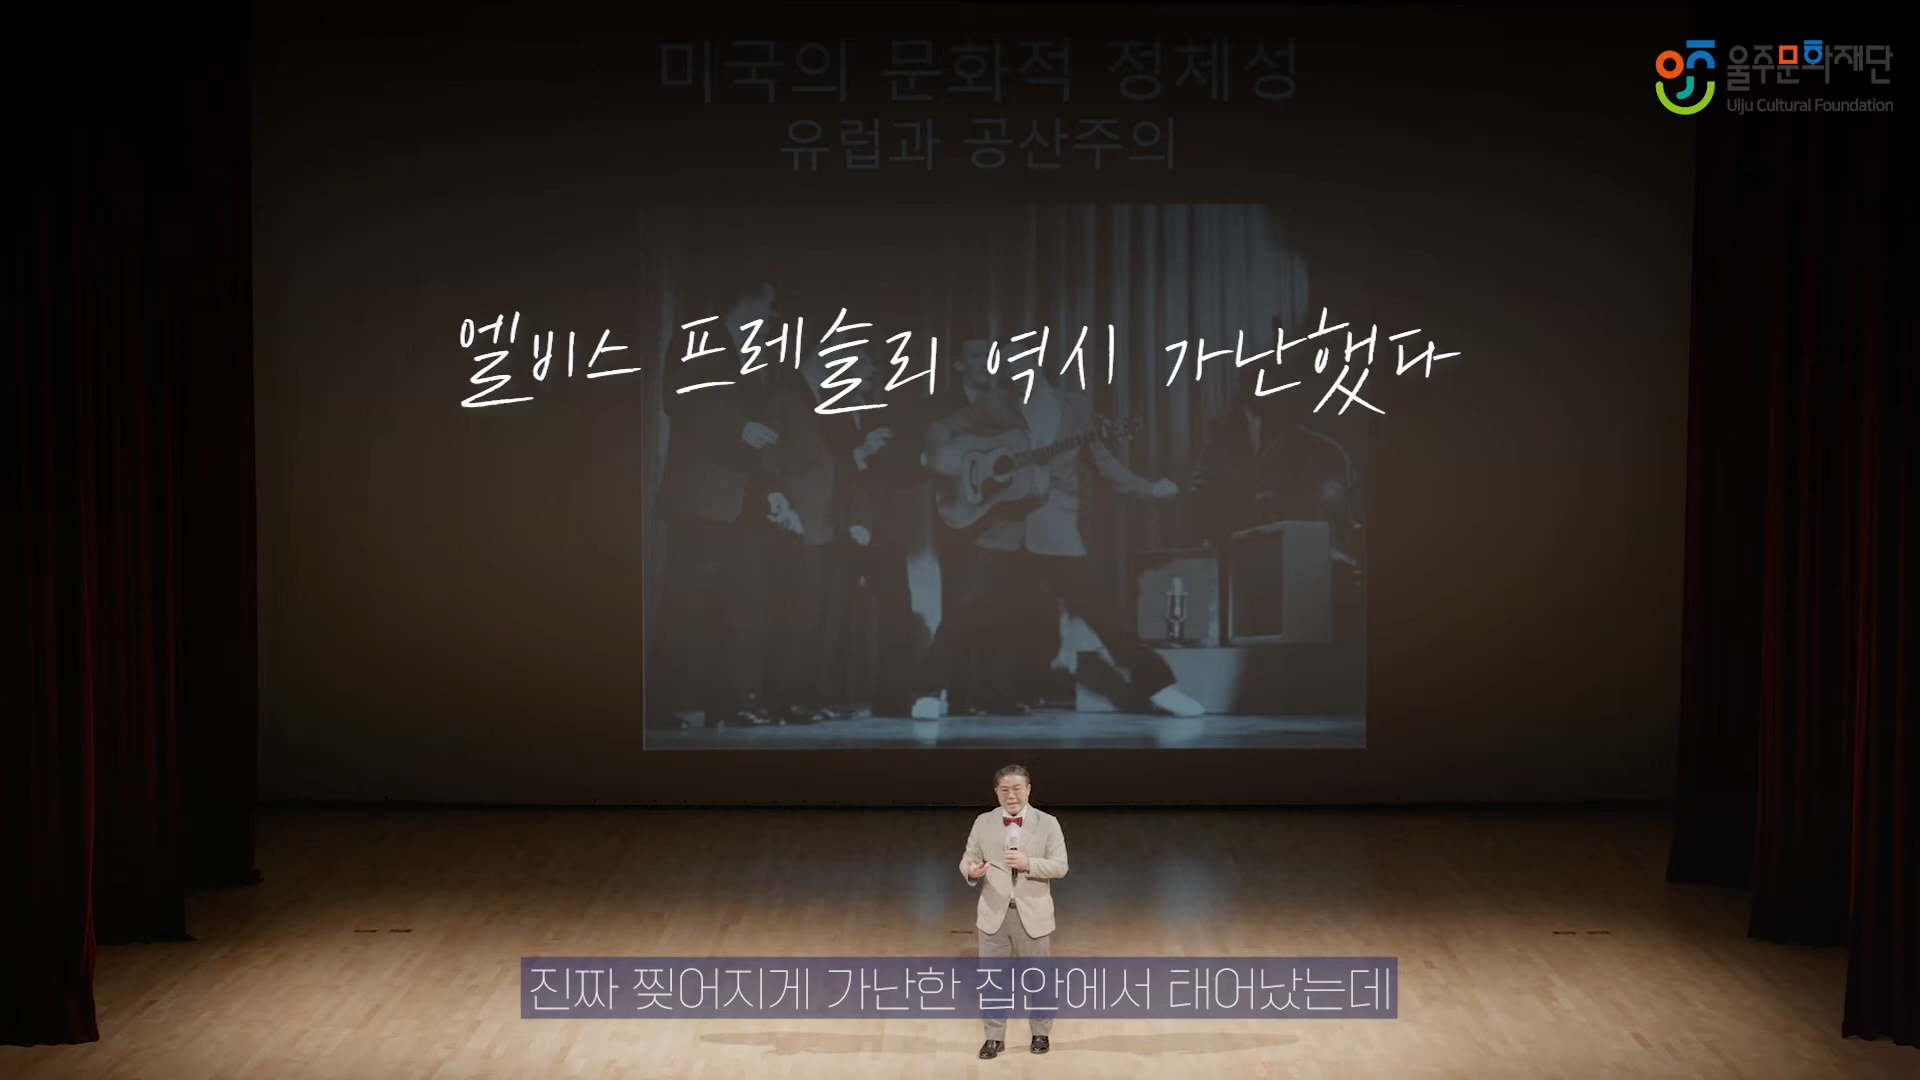 미국의 문화적 정체성
유럽과 공산주의
울주문화재단
Ulju Cultural Foundation
엘비스 프레슬리 역시 가난했다
진짜 찢어지게 가난한 집안에서 태어났는데